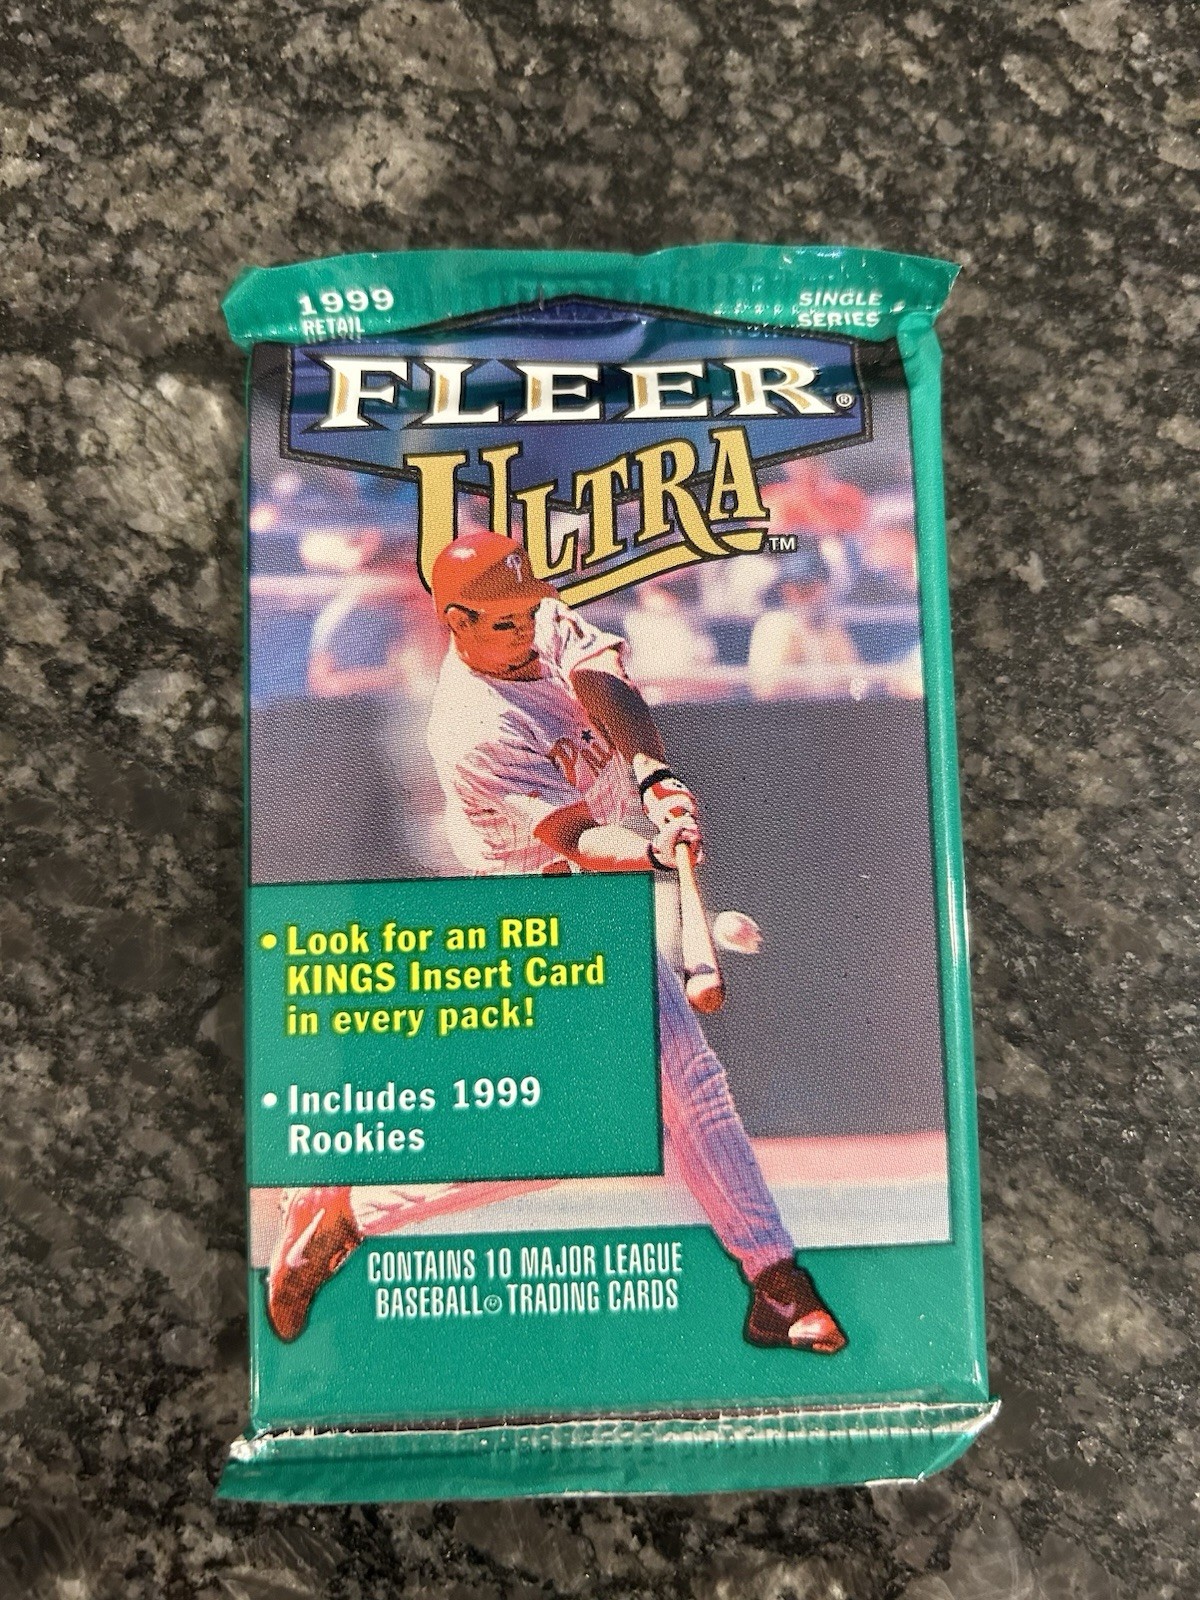 1999
RETAIL
SINGLE
SERIES
FLEER®
ULTRA™
P
Phi
• Look for an RBI
KINGS Insert Card
in every pack!
• Includes 1999
Rookies
CONTAINS 10 MAJOR LEAGUE
BASEBALL® TRADING CARDS